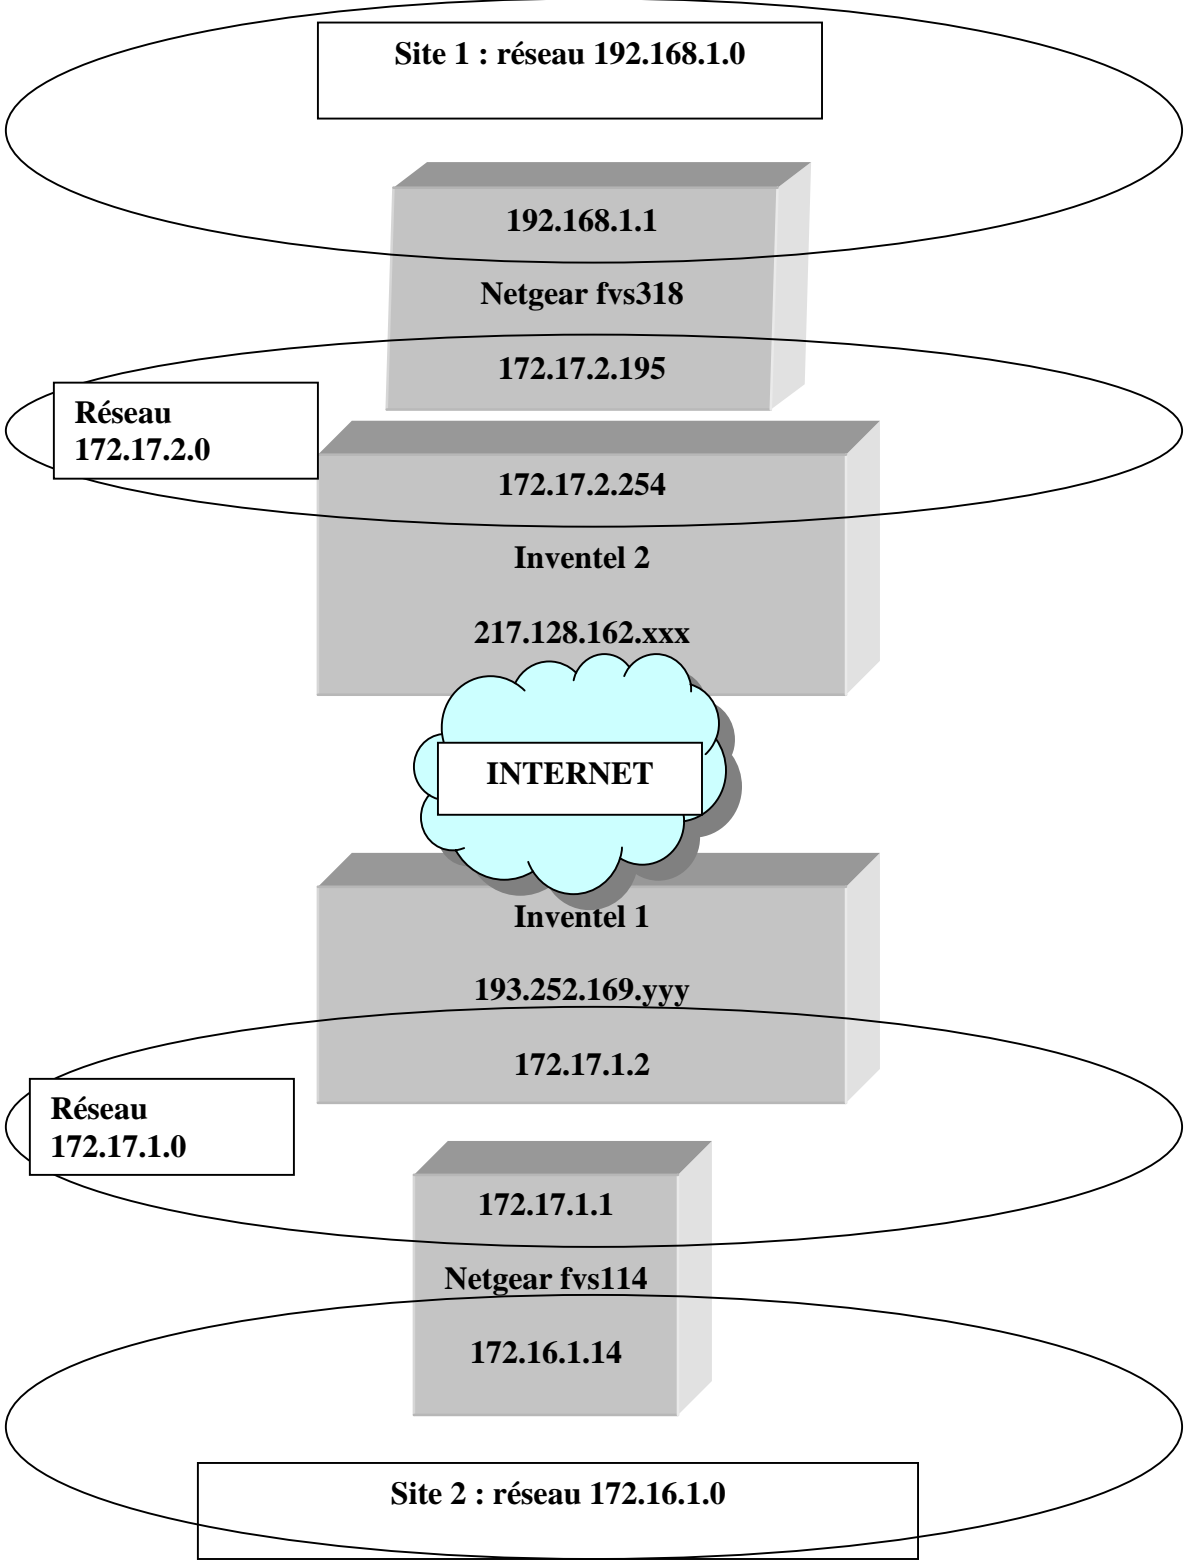 Site 1 : réseau 192.168.1.0
192.168.1.1
Netgear fvs318
172.17.2.195
Réseau
172.17.2.0
172.17.2.254
Inventel 2
217.128.162.xxx
INTERNET
Inventel 1
193.252.169.yyy
172.17.1.2
Réseau
172.17.1.0
172.17.1.1
Netgear fvs114
172.16.1.14
Site 2 : réseau 172.16.1.0